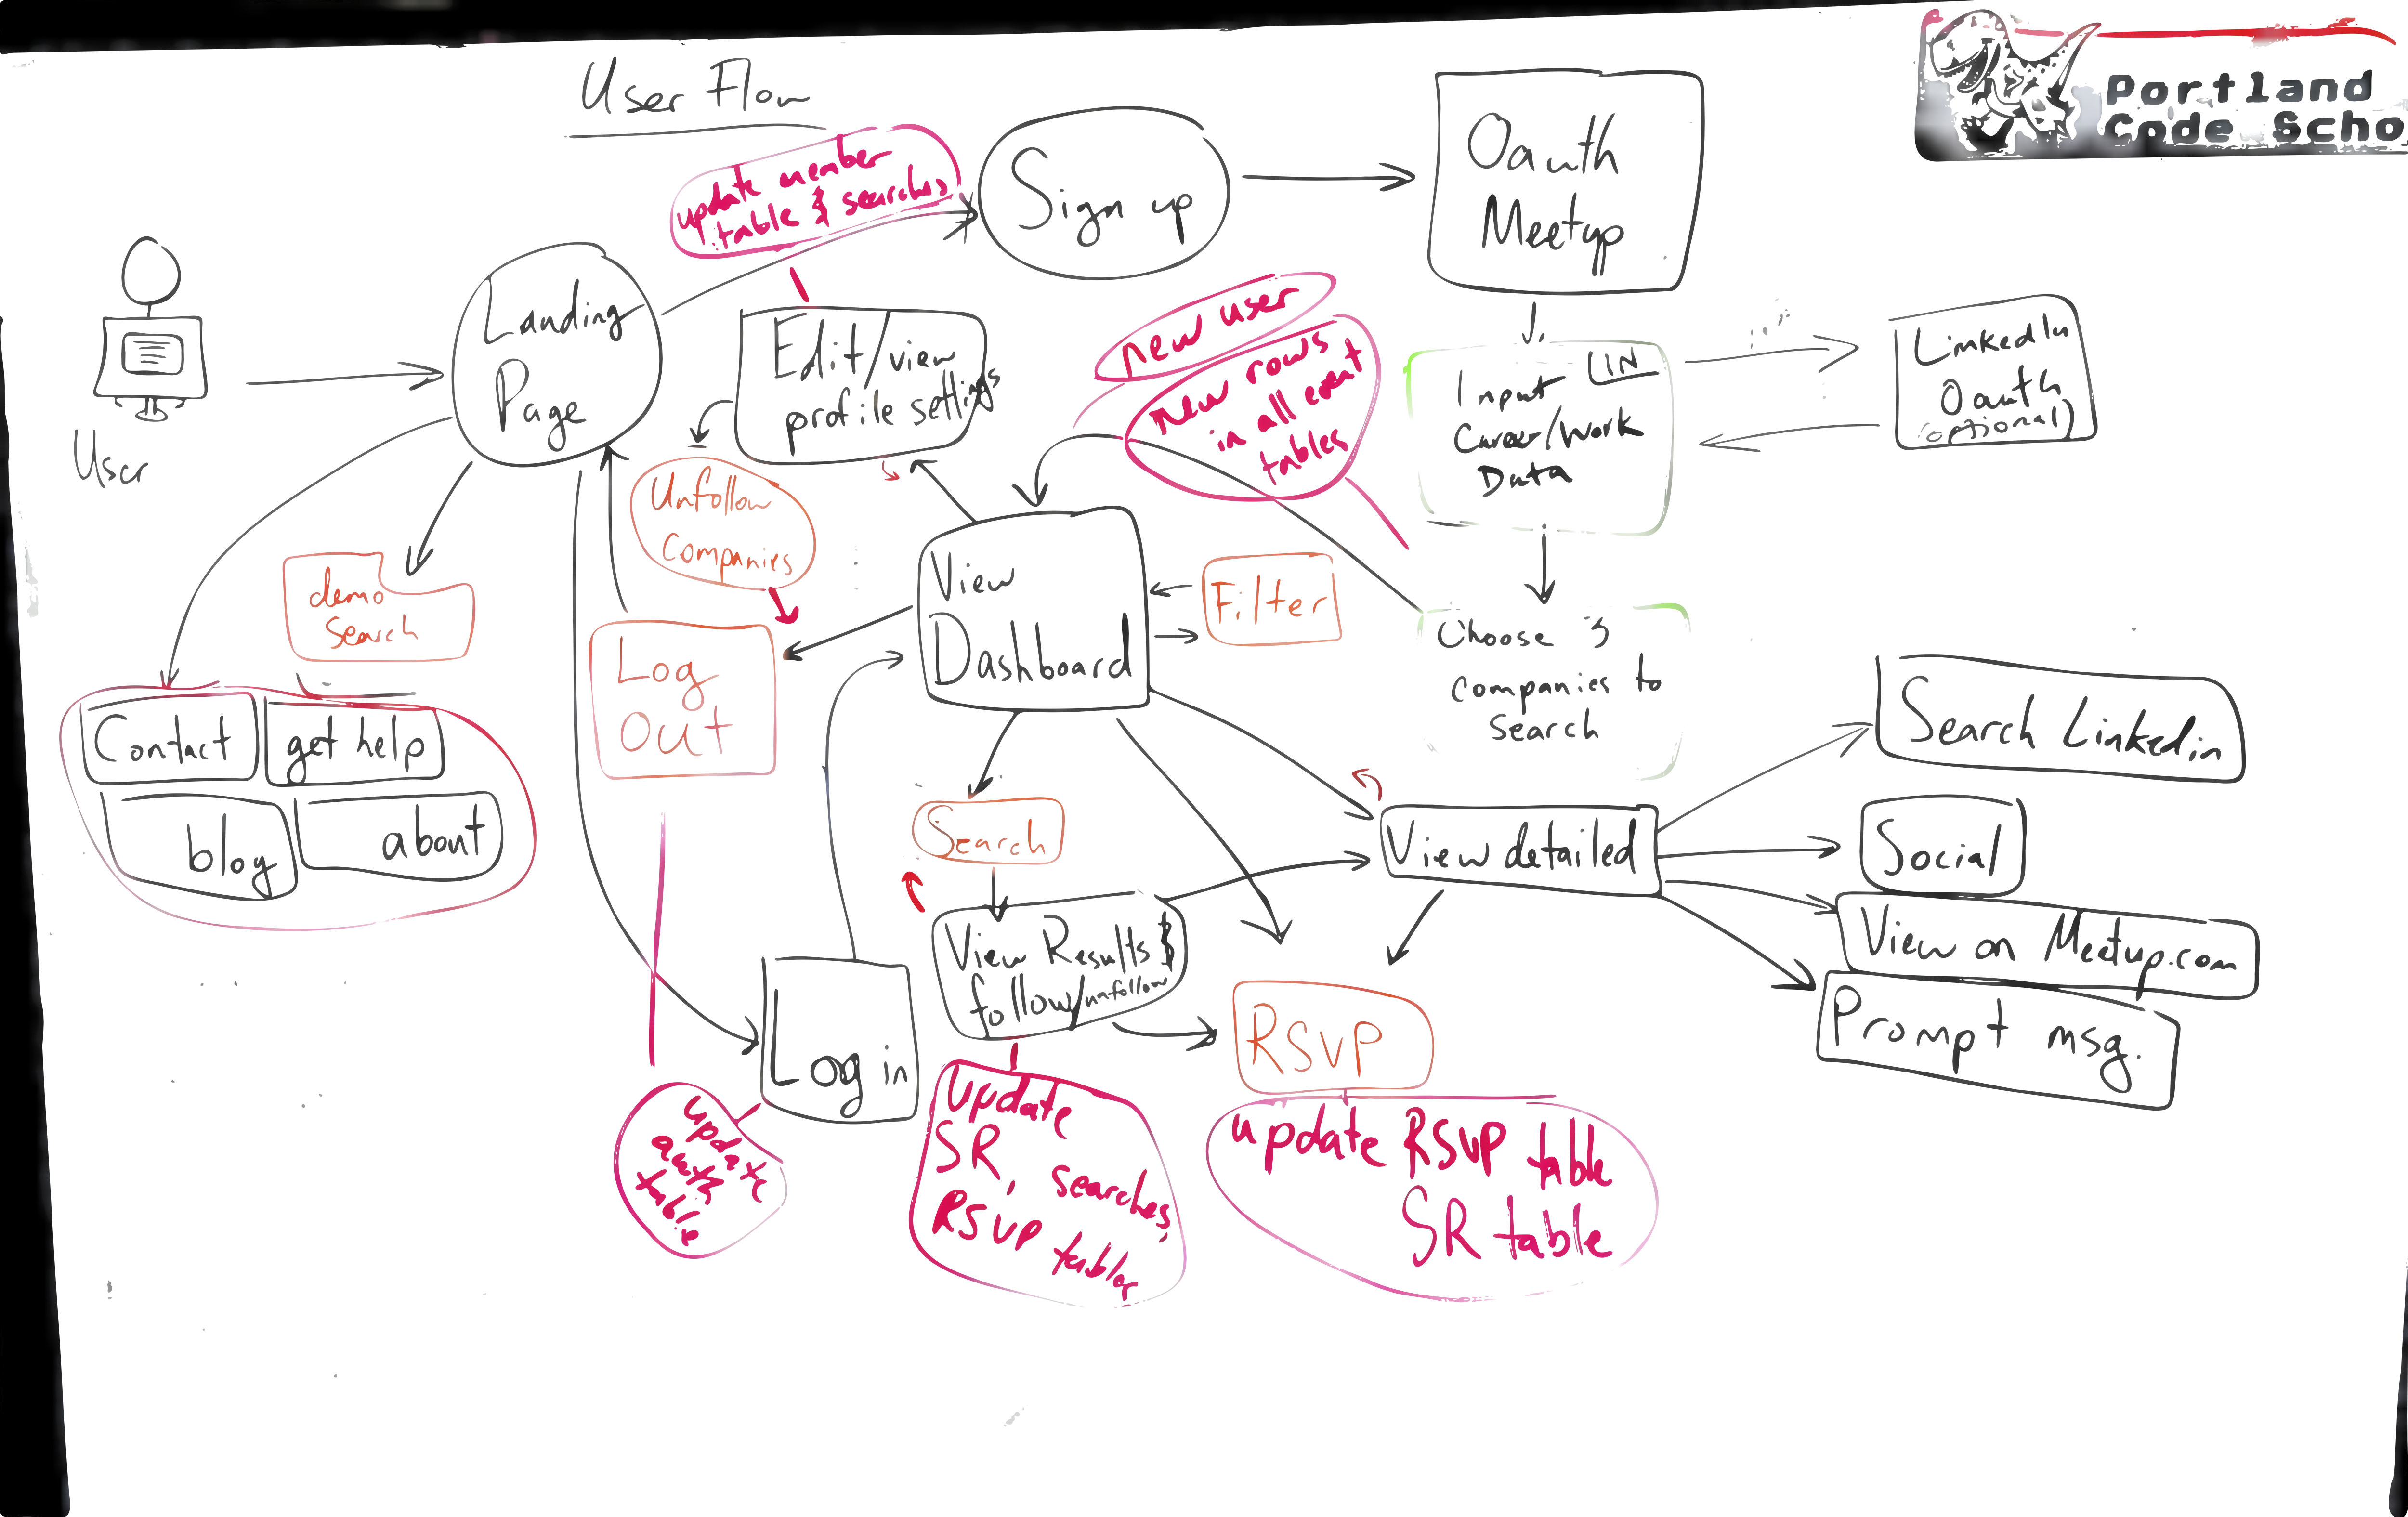 User Flow
Portland
Code Scho
update member
table & searches
Sign up
Oauth
Meetup
User
Landing
Page
Edit/view
profile settings
new user
new rows
in all event
tables
Input LIN
Career/Work
Data
LinkedIn
Oauth
(optional)
Unfollow
Companies
demo
Search
View
Dashboard
Filter
Choose 3
companies to
Search
Log
Out
Contact
get help
blog
about
Search
View detailed
Search Linkedin
Social
View on Meetup.com
Prompt msg.
View Results &
follow/unfollow
Log in
RSVP
update
auth
table
Update
SR, searches,
RSVP tables
update RSVP table
SR table